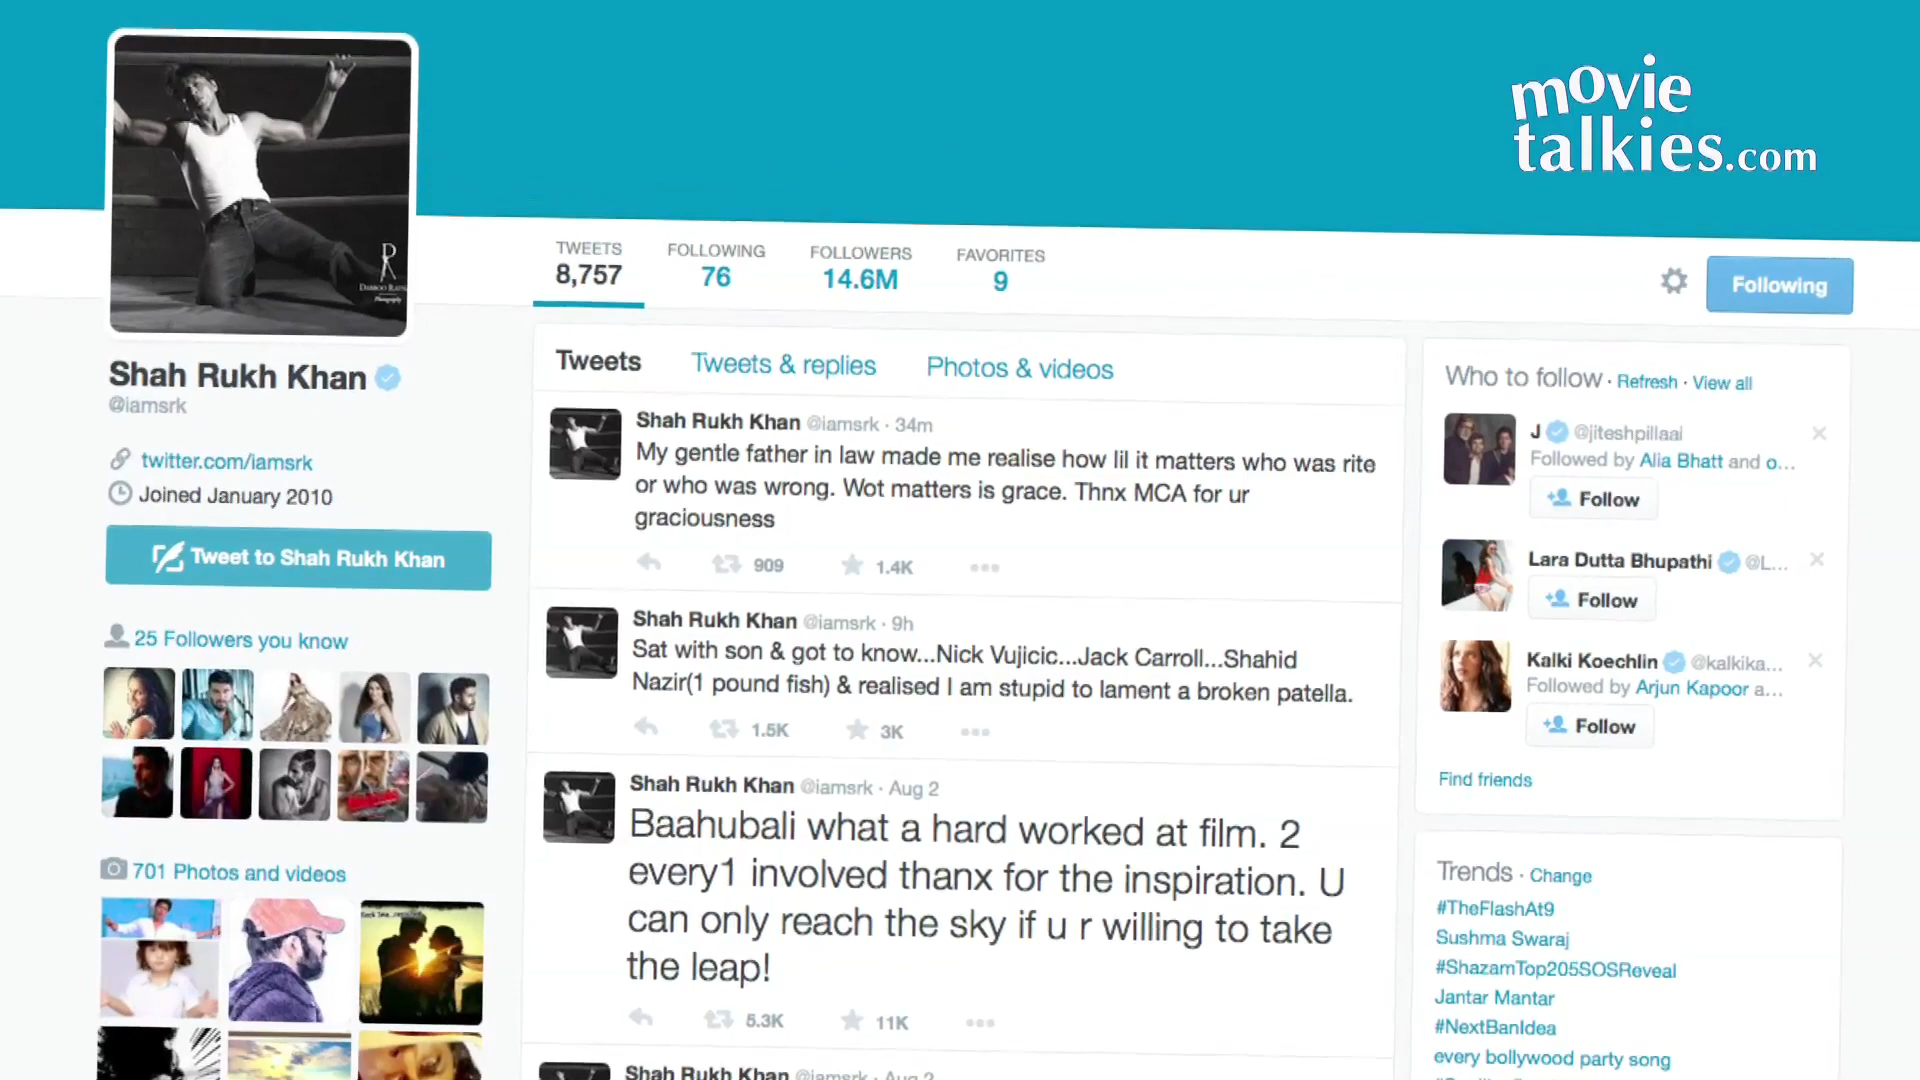 movie
talkies.com
DABBOO RATNANI
Photography
TWEETS
8,757
FOLLOWING
76
FOLLOWERS
14.6M
FAVORITES
9
Following
Shah Rukh Khan
@iamsrk
twitter.com/iamsrk
Joined January 2010
Tweet to Shah Rukh Khan
25 Followers you know
701 Photos and videos
Tweets
Tweets & replies
Photos & videos
Shah Rukh Khan @iamsrk · 34m
My gentle father in law made me realise how lil it matters who was rite
or who was wrong. Wot matters is grace. Thnx MCA for ur
graciousness
909
1.4K
Shah Rukh Khan @iamsrk · 9h
Sat with son & got to know...Nick Vujicic...Jack Carroll...Shahid
Nazir(1 pound fish) & realised I am stupid to lament a broken patella.
1.5K
3K
Shah Rukh Khan @iamsrk · Aug 2
Baahubali what a hard worked at film. 2
every1 involved thanx for the inspiration. U
can only reach the sky if u r willing to take
the leap!
5.3K
11K
Shah Rukh Khan @iamsrk · Aug 2
Who to follow · Refresh · View all
J @jiteshpillaai
Followed by Alia Bhatt and o...
Follow
Lara Dutta Bhupathi @L...
Follow
Kalki Koechlin @kalkika...
Followed by Arjun Kapoor a...
Follow
Find friends
Trends · Change
#TheFlashAt9
Sushma Swaraj
#ShazamTop205SOSReveal
Jantar Mantar
#NextBanIdea
every bollywood party song